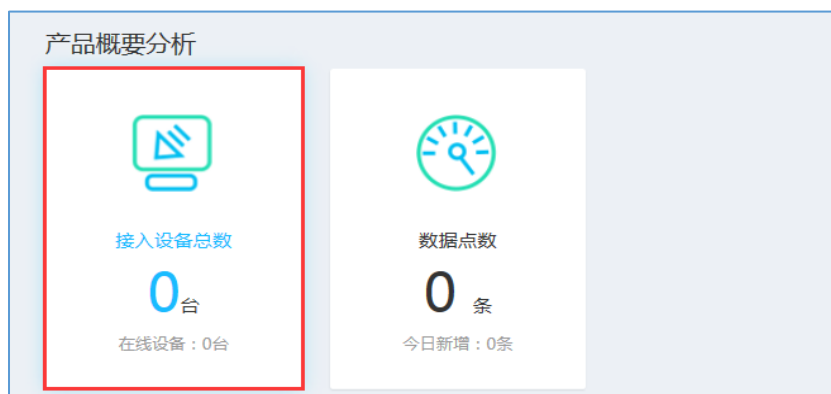 产品概要分析
接入设备总数
0台
在线设备：0台
数据点数
0 条
今日新增：0条